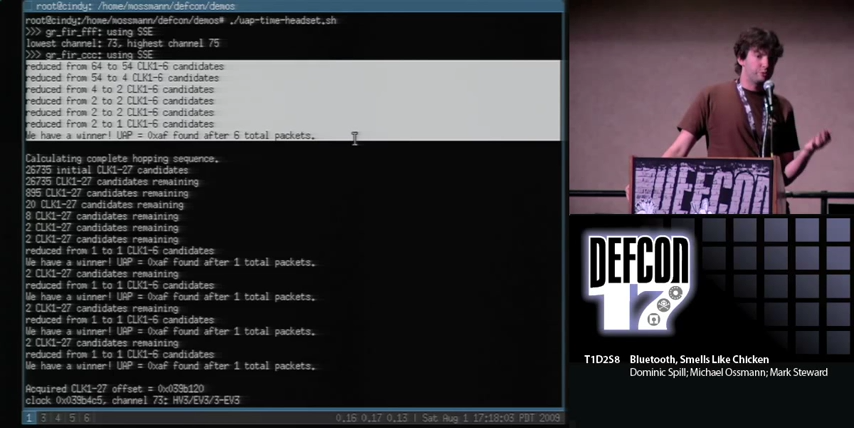 root@cindy: /home/mossmann/defcon/demos
root@cindy:/home/mossmann/defcon/demos# ./uap-time-headset.sh
>>> gr_fir_fff: using SSE
lowest channel: 73, highest channel 75
>>> gr_fir_ccc: using SSE
reduced from 64 to 54 CLK1-6 candidates
reduced from 54 to 4 CLK1-6 candidates
reduced from 4 to 2 CLK1-6 candidates
reduced from 2 to 2 CLK1-6 candidates
reduced from 2 to 2 CLK1-6 candidates
reduced from 2 to 1 CLK1-6 candidates
We have a winner! UAP = 0xaf found after 6 total packets.
Calculating complete hopping sequence.
26735 initial CLK1-27 candidates
26735 CLK1-27 candidates remaining
895 CLK1-27 candidates remaining
20 CLK1-27 candidates remaining
8 CLK1-27 candidates remaining
2 CLK1-27 candidates remaining
2 CLK1-27 candidates remaining
reduced from 1 to 1 CLK1-6 candidates
We have a winner! UAP = 0xaf found after 1 total packets.
2 CLK1-27 candidates remaining
reduced from 1 to 1 CLK1-6 candidates
We have a winner! UAP = 0xaf found after 1 total packets.
2 CLK1-27 candidates remaining
reduced from 1 to 1 CLK1-6 candidates
We have a winner! UAP = 0xaf found after 1 total packets.
2 CLK1-27 candidates remaining
reduced from 1 to 1 CLK1-6 candidates
We have a winner! UAP = 0xaf found after 1 total packets.
Acquired CLK1-27 offset = 0x039b120
clock 0x039b4c5, channel 73: HV3/EV3/3-EV3
1 3 4 5 6
0.16 0.17 0.13 | Sat Aug 1 17:18:03 PDT 2009
DEFCON
DEFCON
17
T1D2S8 Bluetooth, Smells Like Chicken
Dominic Spill; Michael Ossmann; Mark Steward